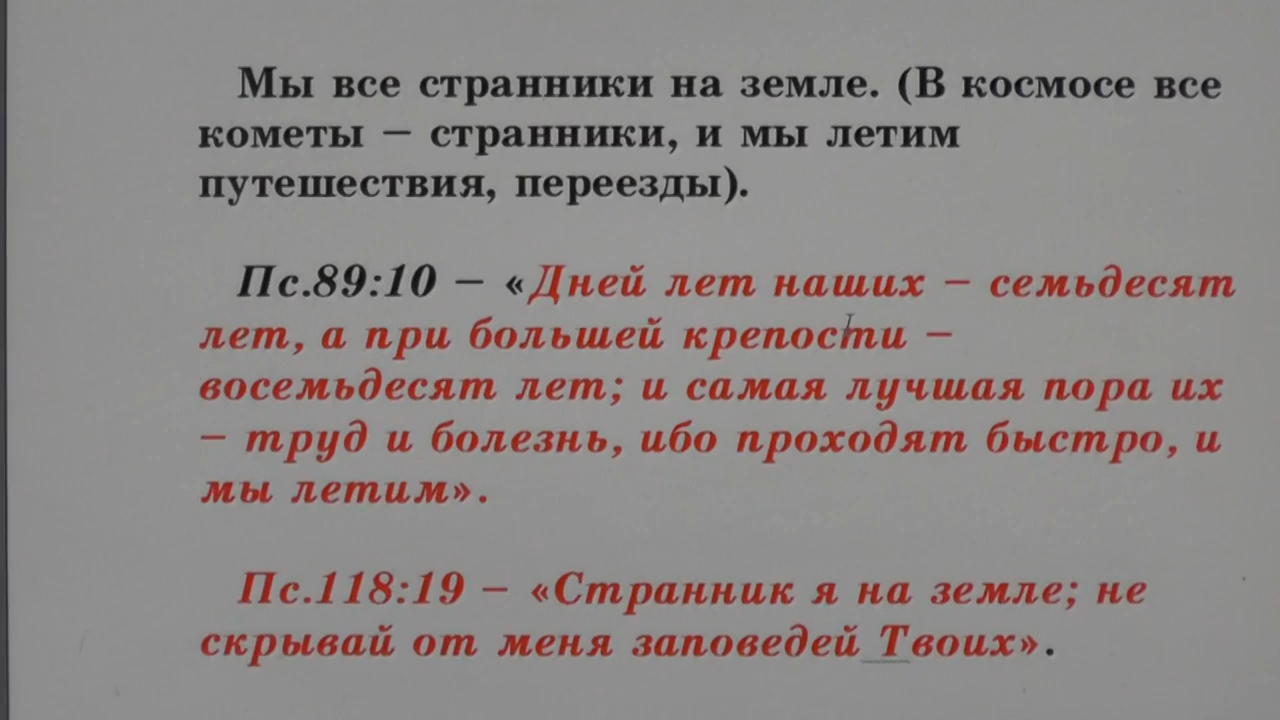 Мы все странники на земле. (В космосе все
кометы – странники, и мы летим
путешествия, переезды).
Пс.89:10 – «Дней лет наших – семьдесят
лет, а при большей крепости –
восемьдесят лет; и самая лучшая пора их
– труд и болезнь, ибо проходят быстро, и
мы летим».
Пс.118:19 – «Странник я на земле; не
скрывай от меня заповедей Твоих».